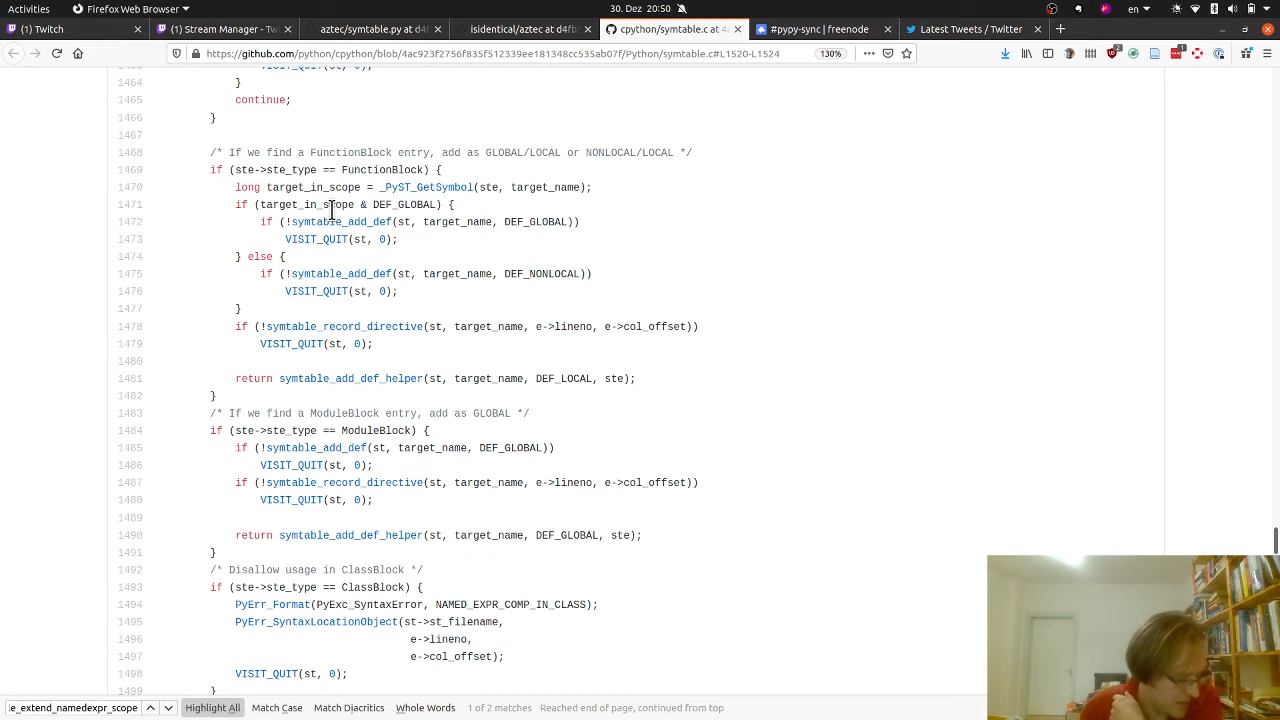 Firefox Web Browser
30. Dez 20:50
en
Twitch
Stream Manager - Tw
aztec/symtable.py at d4f
isidentical/aztec at d4fb
cpython/symtable.c at 4a
#pypy-sync | freenode
Latest Tweets / Twitter
https://github.com/python/cpython/blob/4ac923f2756f835f512339ee181348cc535ab07f/Python/symtable.c#L1520-L1524
130%
VISIT_QUIT(st, 0);
1464 }
1465 continue;
1466 }
1467
1468 /* If we find a FunctionBlock entry, add as GLOBAL/LOCAL or NONLOCAL/LOCAL */
1469 if (ste->ste_type == FunctionBlock) {
1470 long target_in_scope = _PyST_GetSymbol(ste, target_name);
1471 if (target_in_scope & DEF_GLOBAL) {
1472 if (!symtable_add_def(st, target_name, DEF_GLOBAL))
1473 VISIT_QUIT(st, 0);
1474 } else {
1475 if (!symtable_add_def(st, target_name, DEF_NONLOCAL))
1476 VISIT_QUIT(st, 0);
1477 }
1478 if (!symtable_record_directive(st, target_name, e->lineno, e->col_offset))
1479 VISIT_QUIT(st, 0);
1480
1481 return symtable_add_def_helper(st, target_name, DEF_LOCAL, ste);
1482 }
1483 /* If we find a ModuleBlock entry, add as GLOBAL */
1484 if (ste->ste_type == ModuleBlock) {
1485 if (!symtable_add_def(st, target_name, DEF_GLOBAL))
1486 VISIT_QUIT(st, 0);
1487 if (!symtable_record_directive(st, target_name, e->lineno, e->col_offset))
1488 VISIT_QUIT(st, 0);
1489
1490 return symtable_add_def_helper(st, target_name, DEF_GLOBAL, ste);
1491 }
1492 /* Disallow usage in ClassBlock */
1493 if (ste->ste_type == ClassBlock) {
1494 PyErr_Format(PyExc_SyntaxError, NAMED_EXPR_COMP_IN_CLASS);
1495 PyErr_SyntaxLocationObject(st->st_filename,
1496 e->lineno,
1497 e->col_offset);
1498 VISIT_QUIT(st, 0);
1499 }
e_extend_namedexpr_scope
Highlight All
Match Case
Match Diacritics
Whole Words
1 of 2 matches
Reached end of page, continued from top